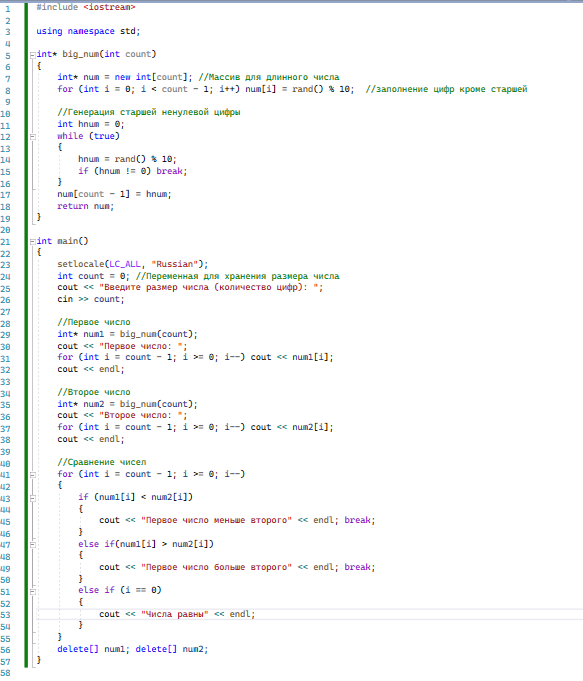 1 #include <iostream>
2
3 using namespace std;
4
5 int* big_num(int count)
6 {
7 int* num = new int[count]; //Массив для длинного числа
8 for (int i = 0; i < count - 1; i++) num[i] = rand() % 10; //заполнение цифр кроме старшей
9
10 //Генерация старшей ненулевой цифры
11 int hnum = 0;
12 while (true)
13 {
14 hnum = rand() % 10;
15 if (hnum != 0) break;
16 }
17 num[count - 1] = hnum;
18 return num;
19 }
20
21 int main()
22 {
23 setlocale(LC_ALL, "Russian");
24 int count = 0; //Переменная для хранения размера числа
25 cout << "Введите размер числа (количество цифр): ";
26 cin >> count;
27
28 //Первое число
29 int* num1 = big_num(count);
30 cout << "Первое число: ";
31 for (int i = count - 1; i >= 0; i--) cout << num1[i];
32 cout << endl;
33
34 //Второе число
35 int* num2 = big_num(count);
36 cout << "Второе число: ";
37 for (int i = count - 1; i >= 0; i--) cout << num2[i];
38 cout << endl;
39
40 //Сравнение чисел
41 for (int i = count - 1; i >= 0; i--)
42 {
43 if (num1[i] < num2[i])
44 {
45 cout << "Первое число меньше второго" << endl; break;
46 }
47 else if(num1[i] > num2[i])
48 {
49 cout << "Первое число больше второго" << endl; break;
50 }
51 else if (i == 0)
52 {
53 cout << "Числа равны" << endl;
54 }
55 }
56 delete[] num1; delete[] num2;
57 }
58